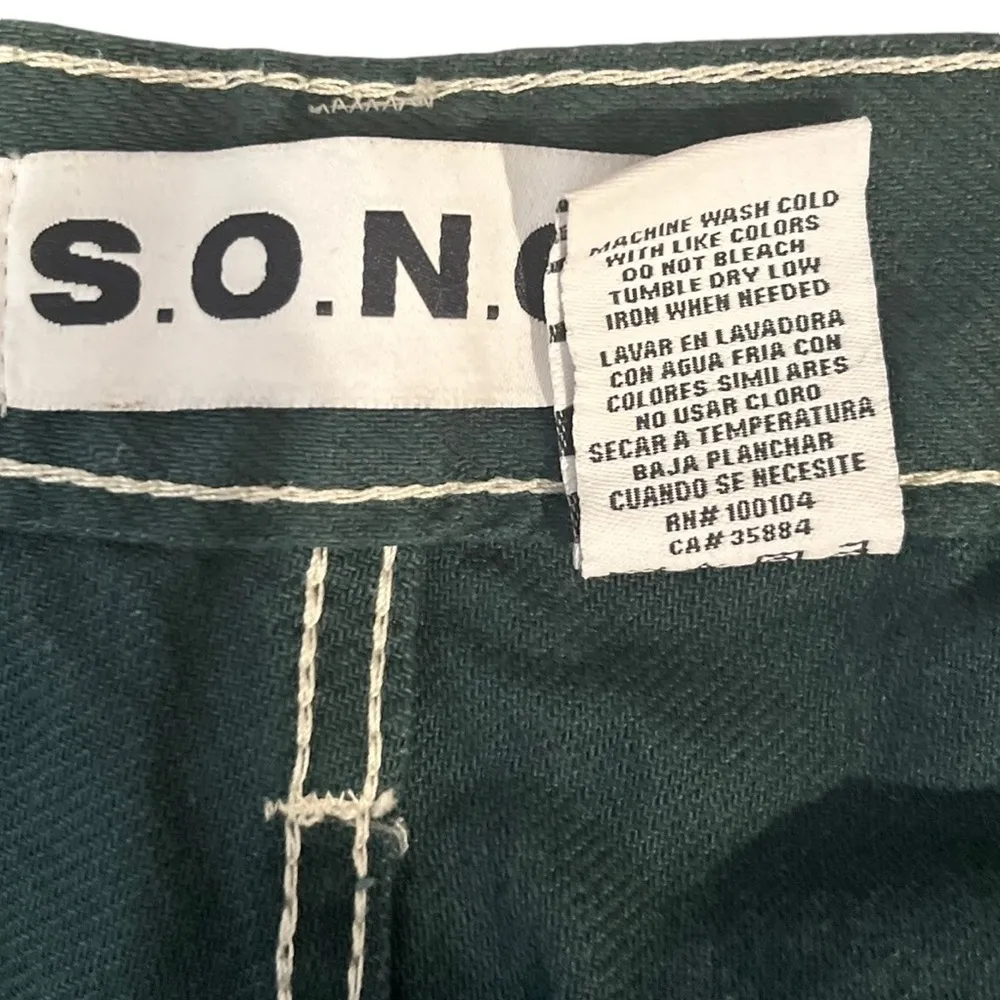 S.O.N.
MACHINE WASH COLD
WITH LIKE COLORS
DO NOT BLEACH
TUMBLE DRY LOW
IRON WHEN NEEDED
LAVAR EN LAVADORA
CON AGUA FRIA CON
COLORES SIMILARES
NO USAR CLORO
SECAR A TEMPERATURA
BAJA PLANCHAR
CUANDO SE NECESITE
RN# 100104
CA# 35884